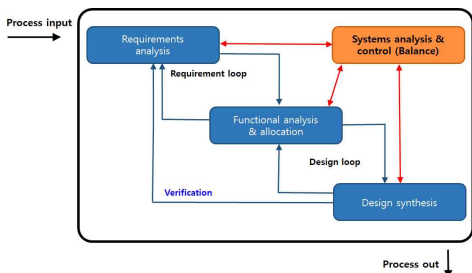 Process input
Requirements
analysis
Systems analysis &
control (Balance)
Requirement loop
Functional analysis
& allocation
Design loop
Verification
Design synthesis
Process out